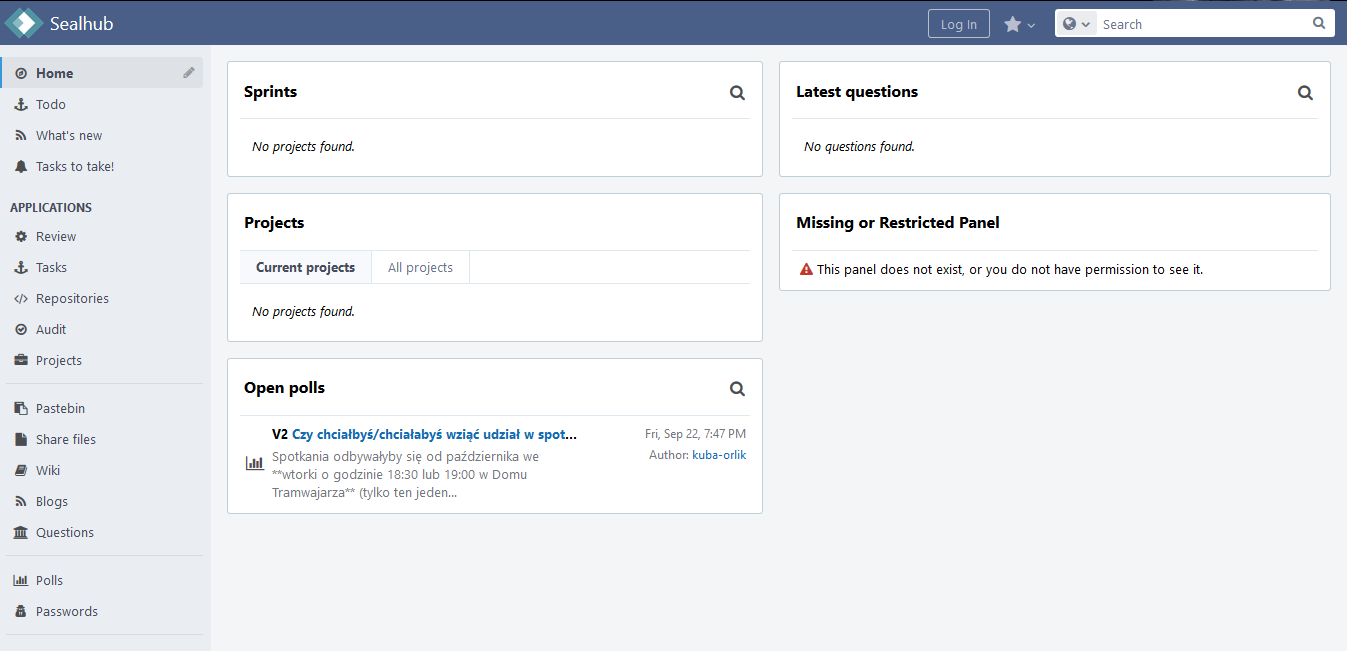 Sealhub
Log In
Search
Home
Todo
What's new
Tasks to take!
APPLICATIONS
Review
Tasks
Repositories
Audit
Projects
Pastebin
Share files
Wiki
Blogs
Questions
Polls
Passwords
Sprints
No projects found.
Projects
Current projects All projects
No projects found.
Open polls
V2 Czy chciałbyś/chciałabyś wziąć udział w spot... Fri, Sep 22, 7:47 PM
Author: kuba-orlik
Spotkania odbywałyby się od października we
**wtorki o godzinie 18:30 lub 19:00 w Domu
Tramwajarza** (tylko ten jeden...
Latest questions
No questions found.
Missing or Restricted Panel
This panel does not exist, or you do not have permission to see it.